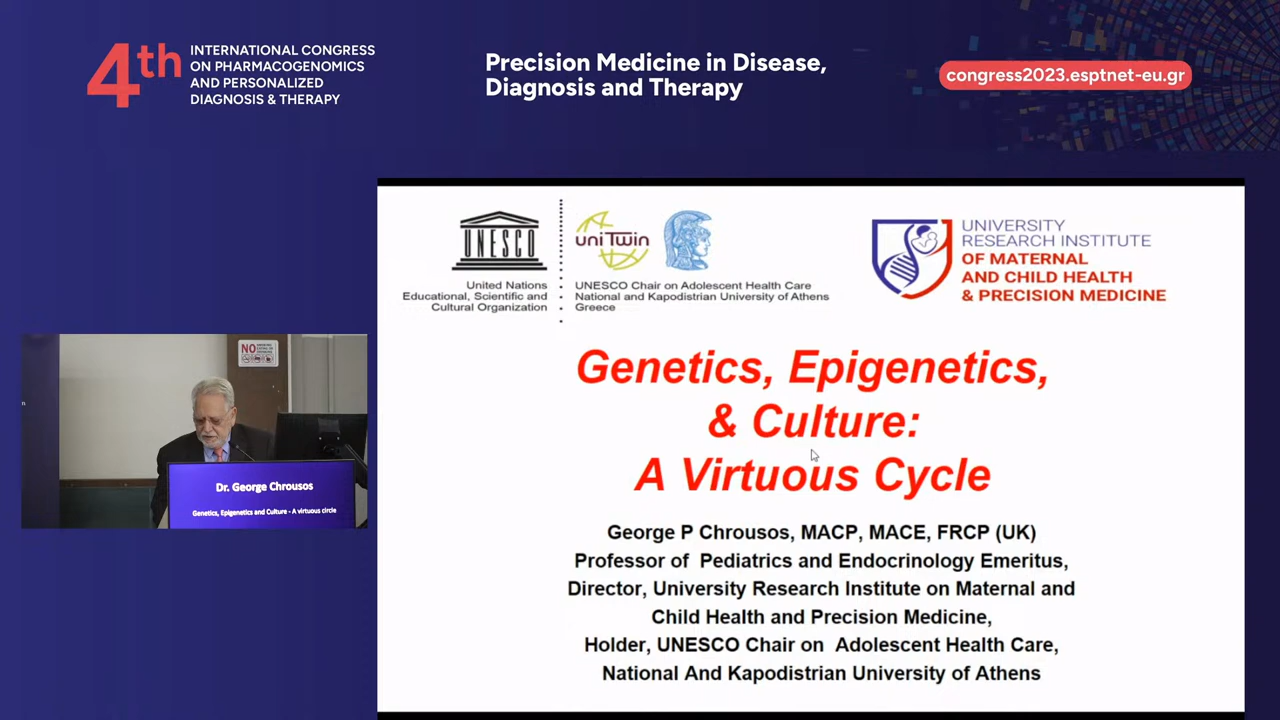 4th
INTERNATIONAL CONGRESS
ON PHARMACOGENOMICS
AND PERSONALIZED
DIAGNOSIS & THERAPY
Precision Medicine in Disease,
Diagnosis and Therapy
congress2023.esptnet-eu.gr
UNESCO
United Nations
Educational, Scientific and
Cultural Organization
uniTwin
UNESCO Chair on Adolescent Health Care
National and Kapodistrian University of Athens
Greece
UNIVERSITY
RESEARCH INSTITUTE
OF MATERNAL
AND CHILD HEALTH
& PRECISION MEDICINE
Genetics, Epigenetics,
& Culture:
A Virtuous Cycle
George P Chrousos, MACP, MACE, FRCP (UK)
Professor of Pediatrics and Endocrinology Emeritus,
Director, University Research Institute on Maternal and
Child Health and Precision Medicine,
Holder, UNESCO Chair on Adolescent Health Care,
National And Kapodistrian University of Athens
NO
Dr. George Chrousos
Genetics, Epigenetics and Culture - A virtuous circle